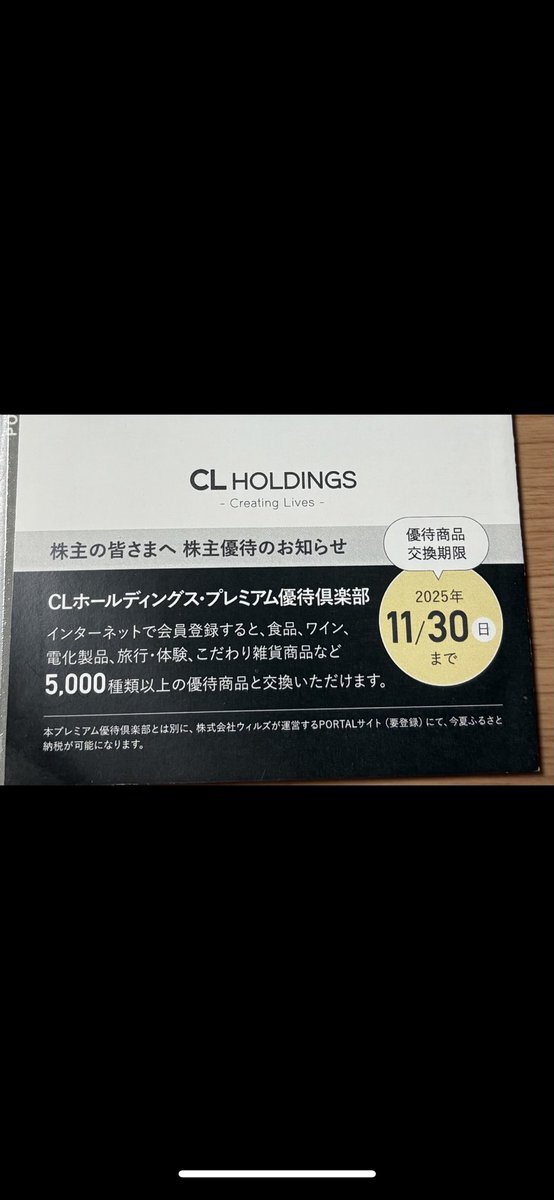 CL HOLDINGS
- Creating Lives -
株主の皆さまへ 株主優待のお知らせ
優待商品
交換期限
2025年
11/30日
まで
CLホールディングス・プレミアム優待倶楽部
インターネットで会員登録すると、食品、ワイン、
電化製品、旅行・体験、こだわり雑貨商品など
5,000種類以上の優待商品と交換いただけます。
本プレミアム優待倶楽部とは別に、株式会社ウィルズが運営するPORTALサイト（要登録）にて、今夏ふるさと
納税が可能になります。